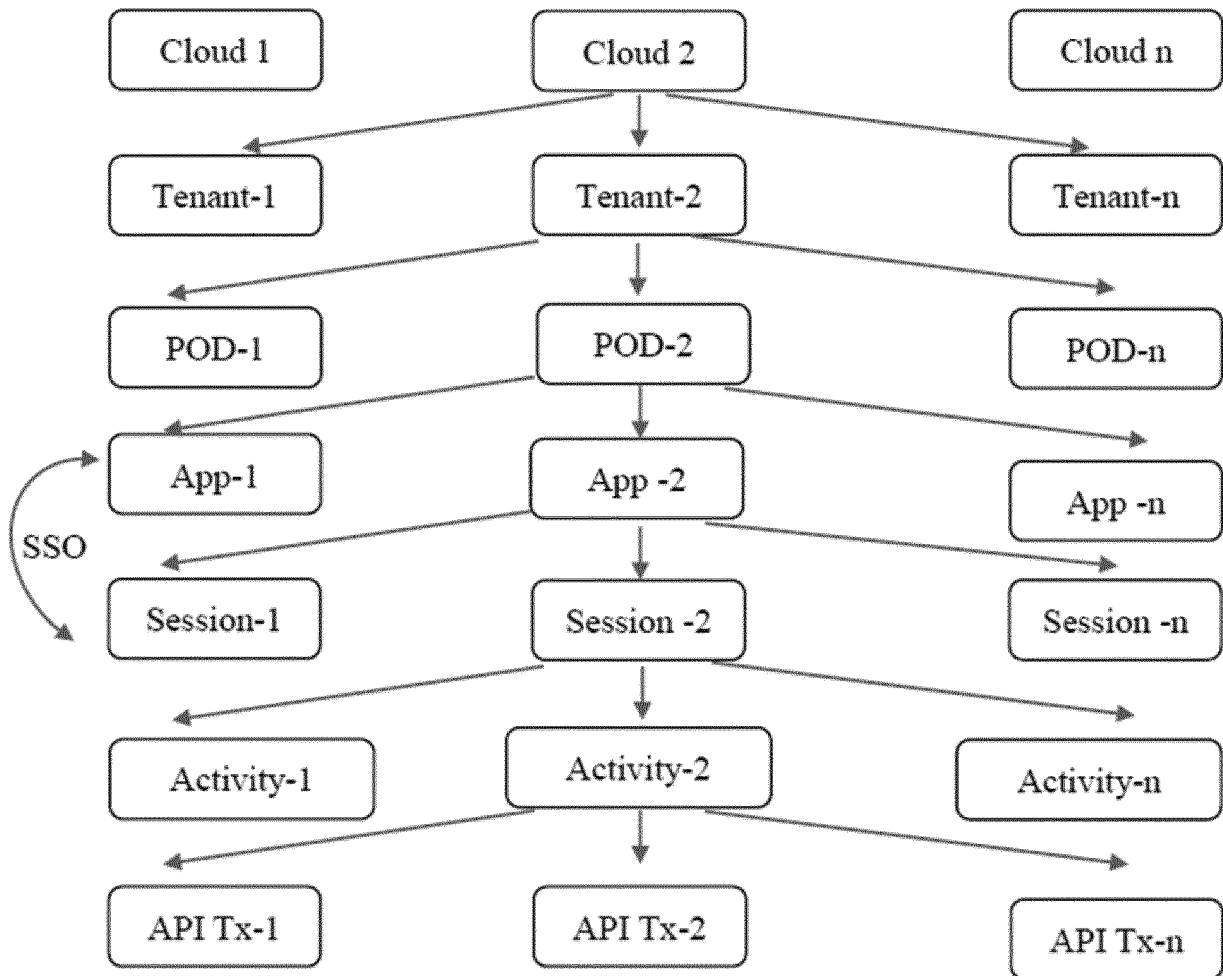 Cloud 1
Cloud 2
Cloud n
Tenant-1
Tenant-2
Tenant-n
POD-1
POD-2
POD-n
App-1
App -2
App -n
SSO
Session-1
Session -2
Session -n
Activity-1
Activity-2
Activity-n
API Tx-1
API Tx-2
API Tx-n